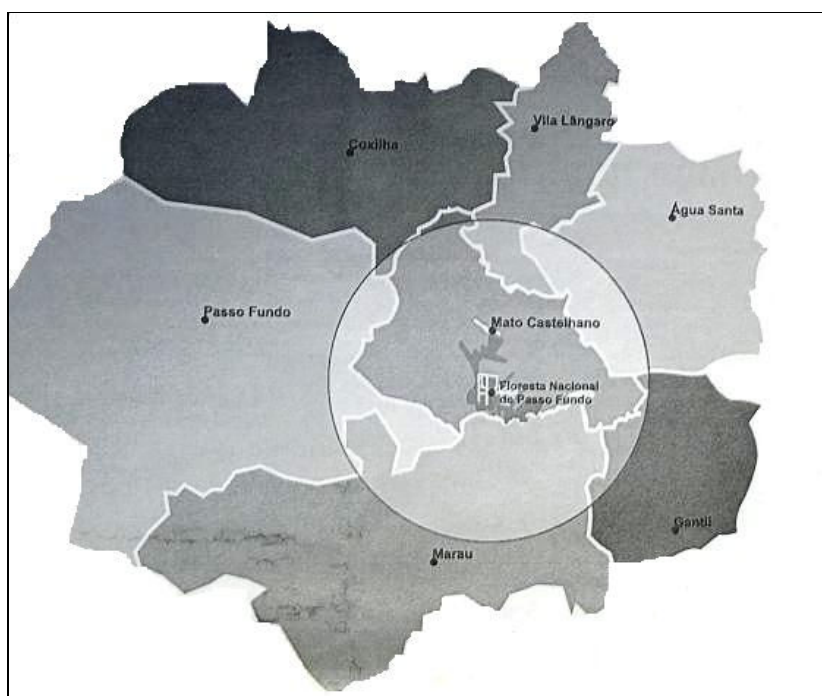 Vila Lângaro
Coxilha
Água Santa
Passo Fundo
Mato Castelhano
Floresta Nacional
de Passo Fundo
Gentil
Marau